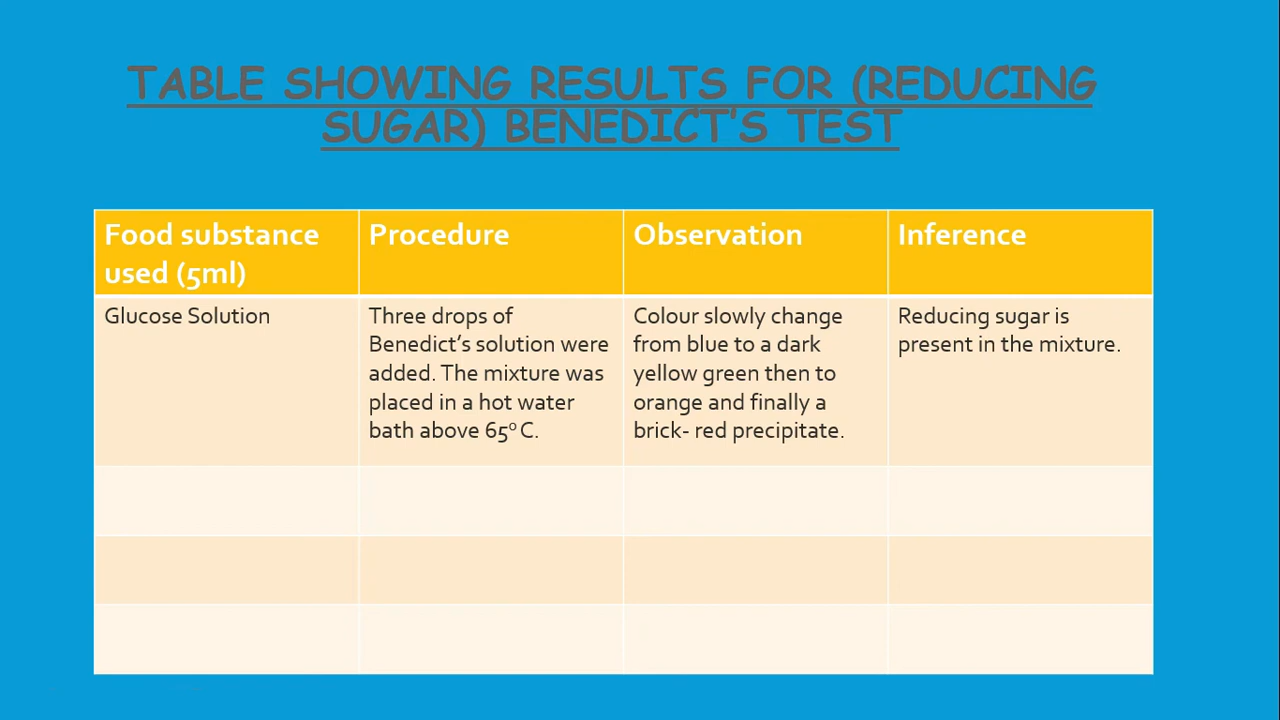 TABLE SHOWING RESULTS FOR (REDUCING
SUGAR) BENEDICT'S TEST
Food substance
used (5ml)
Procedure
Observation
Inference
Glucose Solution
Three drops of
Benedict's solution were
added. The mixture was
placed in a hot water
bath above 65º C.
Colour slowly change
from blue to a dark
yellow green then to
orange and finally a
brick- red precipitate.
Reducing sugar is
present in the mixture.